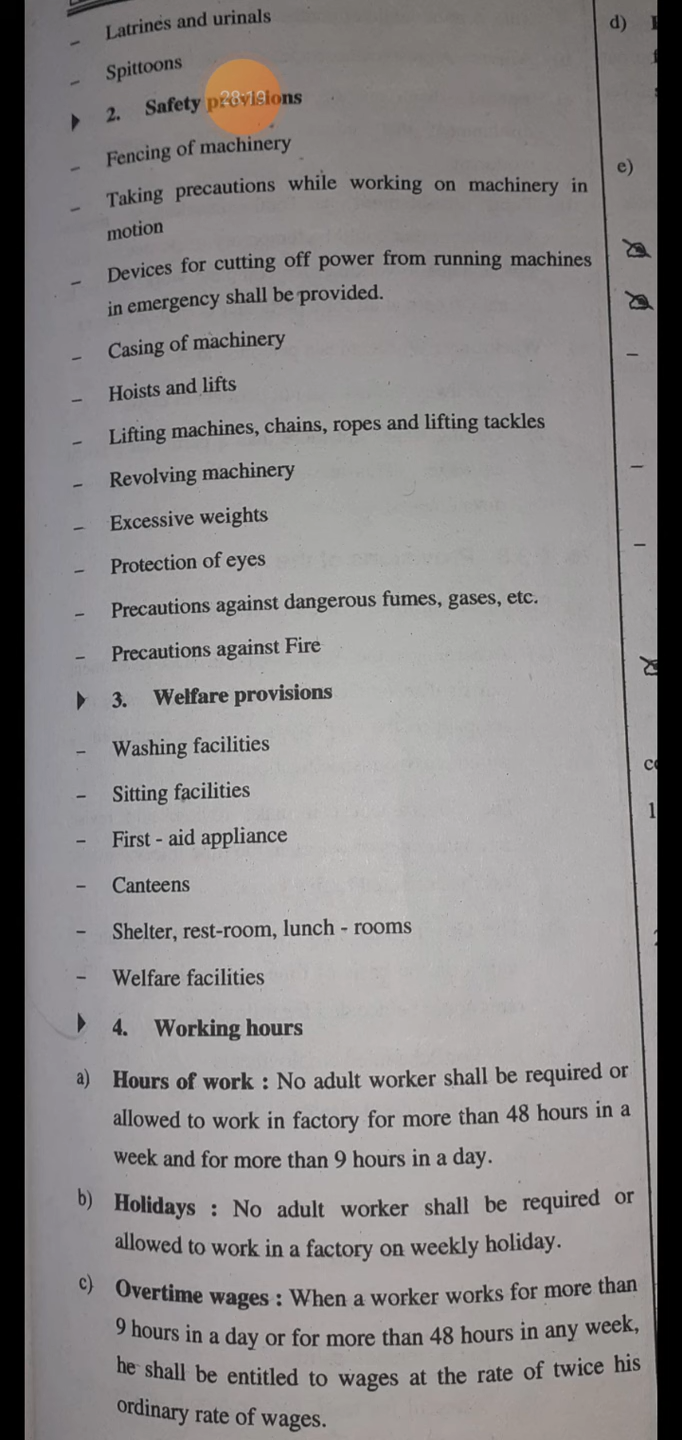 – Latrines and urinals
– Spittoons
2. Safety provisions
28:19
– Fencing of machinery
– Taking precautions while working on machinery in
motion
– Devices for cutting off power from running machines
in emergency shall be provided.
– Casing of machinery
– Hoists and lifts
– Lifting machines, chains, ropes and lifting tackles
– Revolving machinery
– Excessive weights
– Protection of eyes
– Precautions against dangerous fumes, gases, etc.
– Precautions against Fire
3. Welfare provisions
– Washing facilities
– Sitting facilities
– First - aid appliance
– Canteens
– Shelter, rest-room, lunch - rooms
– Welfare facilities
4. Working hours
a) Hours of work : No adult worker shall be required or
allowed to work in factory for more than 48 hours in a
week and for more than 9 hours in a day.
b) Holidays : No adult worker shall be required or
allowed to work in a factory on weekly holiday.
c) Overtime wages : When a worker works for more than
9 hours in a day or for more than 48 hours in any week,
he shall be entitled to wages at the rate of twice his
ordinary rate of wages.
d)
e)
1